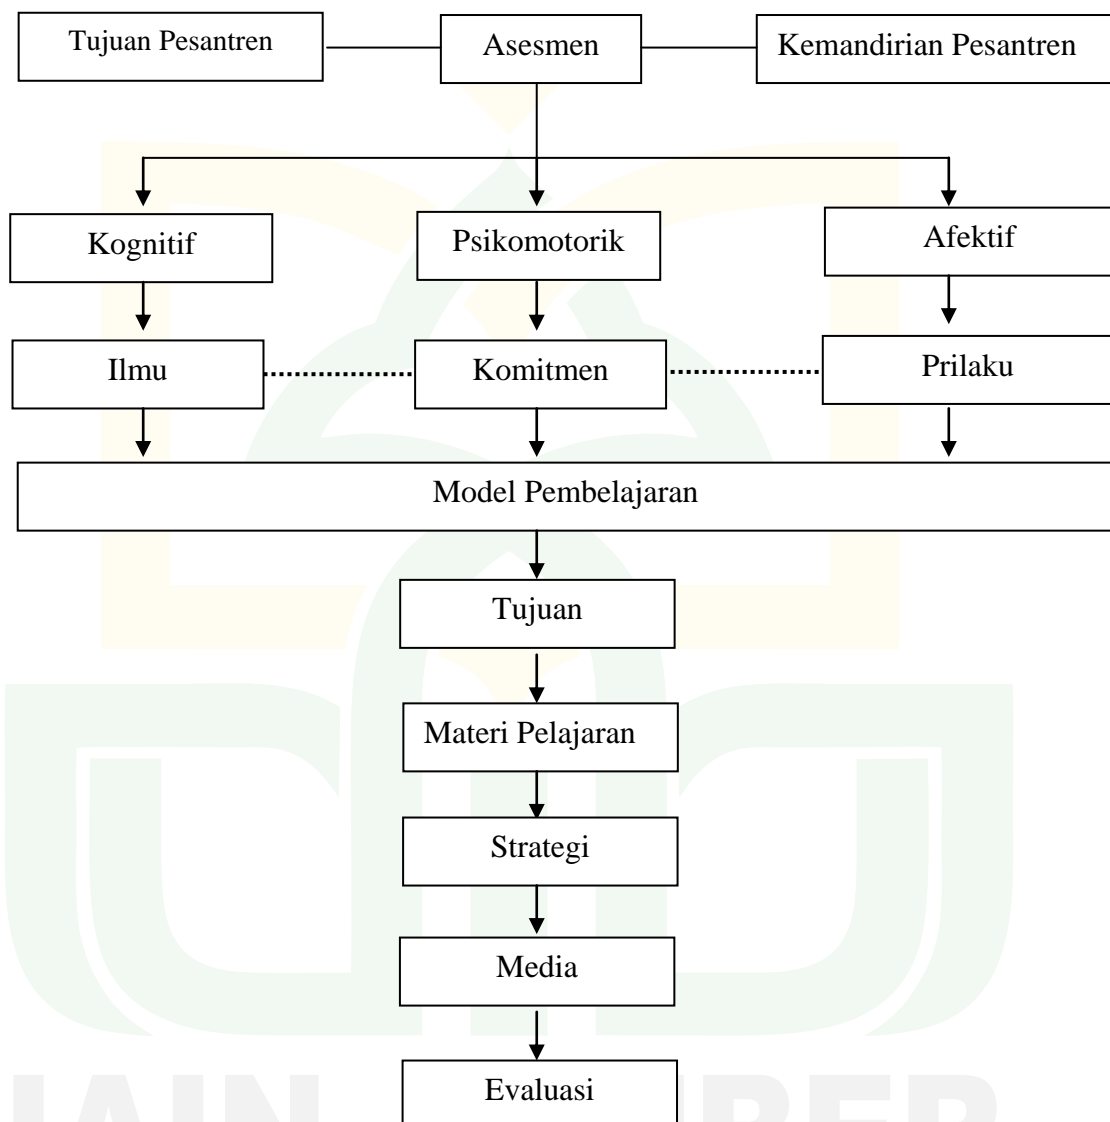 Tujuan Pesantren
Asesmen
Kemandirian Pesantren
Kognitif
Psikomotorik
Afektif
Ilmu
Komitmen
Prilaku
Model Pembelajaran
Tujuan
Materi Pelajaran
Strategi
Media
Evaluasi